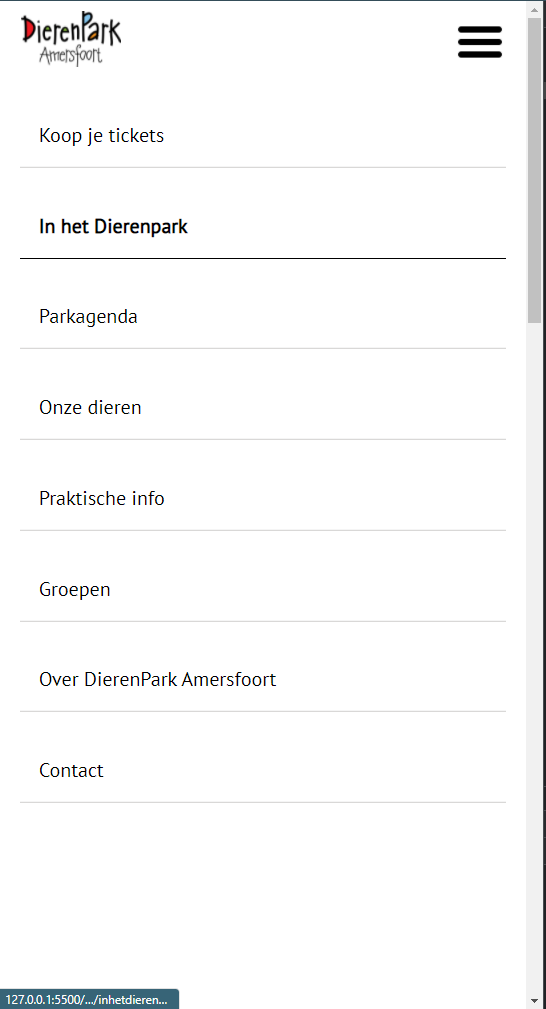 DierenPark
Amersfoort
Koop je tickets
In het Dierenpark
Parkagenda
Onze dieren
Praktische info
Groepen
Over DierenPark Amersfoort
Contact
127.0.0.1:5500/.../inhetdieren...